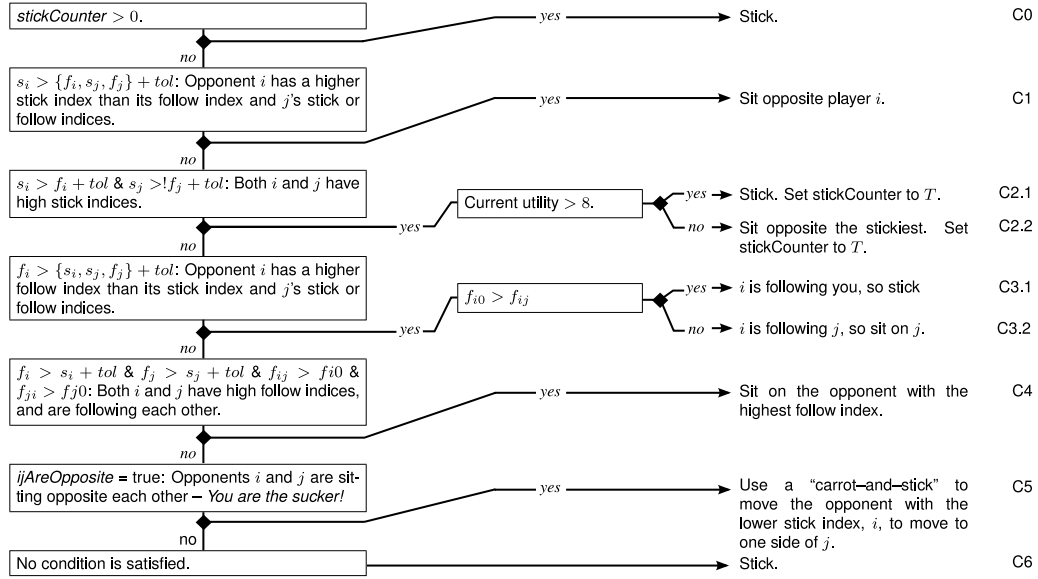 stickCounter > 0.
yes
Stick.
C0
no
s_i > {f_i, s_j, f_j} + tol: Opponent i has a higher
stick index than its follow index and j's stick or
follow indices.
yes
Sit opposite player i.
C1
no
s_i > f_i + tol & s_j >!f_j + tol: Both i and j have
high stick indices.
yes
Current utility > 8.
yes
Stick. Set stickCounter to T.
C2.1
no
Sit opposite the stickiest. Set
stickCounter to T.
C2.2
no
f_i > {s_i, s_j, f_j} + tol: Opponent i has a higher
follow index than its stick index and j's stick or
follow indices.
yes
f_{i0} > f_{ij}
yes
i is following you, so stick
C3.1
no
i is following j, so sit on j.
C3.2
no
f_i > s_i + tol & f_j > s_j + tol & f_{ij} > fi0 &
f_{ji} > fj0: Both i and j have high follow indices,
and are following each other.
yes
Sit on the opponent with the
highest follow index.
C4
no
ijAreOpposite = true: Opponents i and j are sit-
ting opposite each other – You are the sucker!
yes
Use a “carrot–and–stick” to
move the opponent with the
lower stick index, i, to move to
one side of j.
C5
no
No condition is satisfied.
Stick.
C6